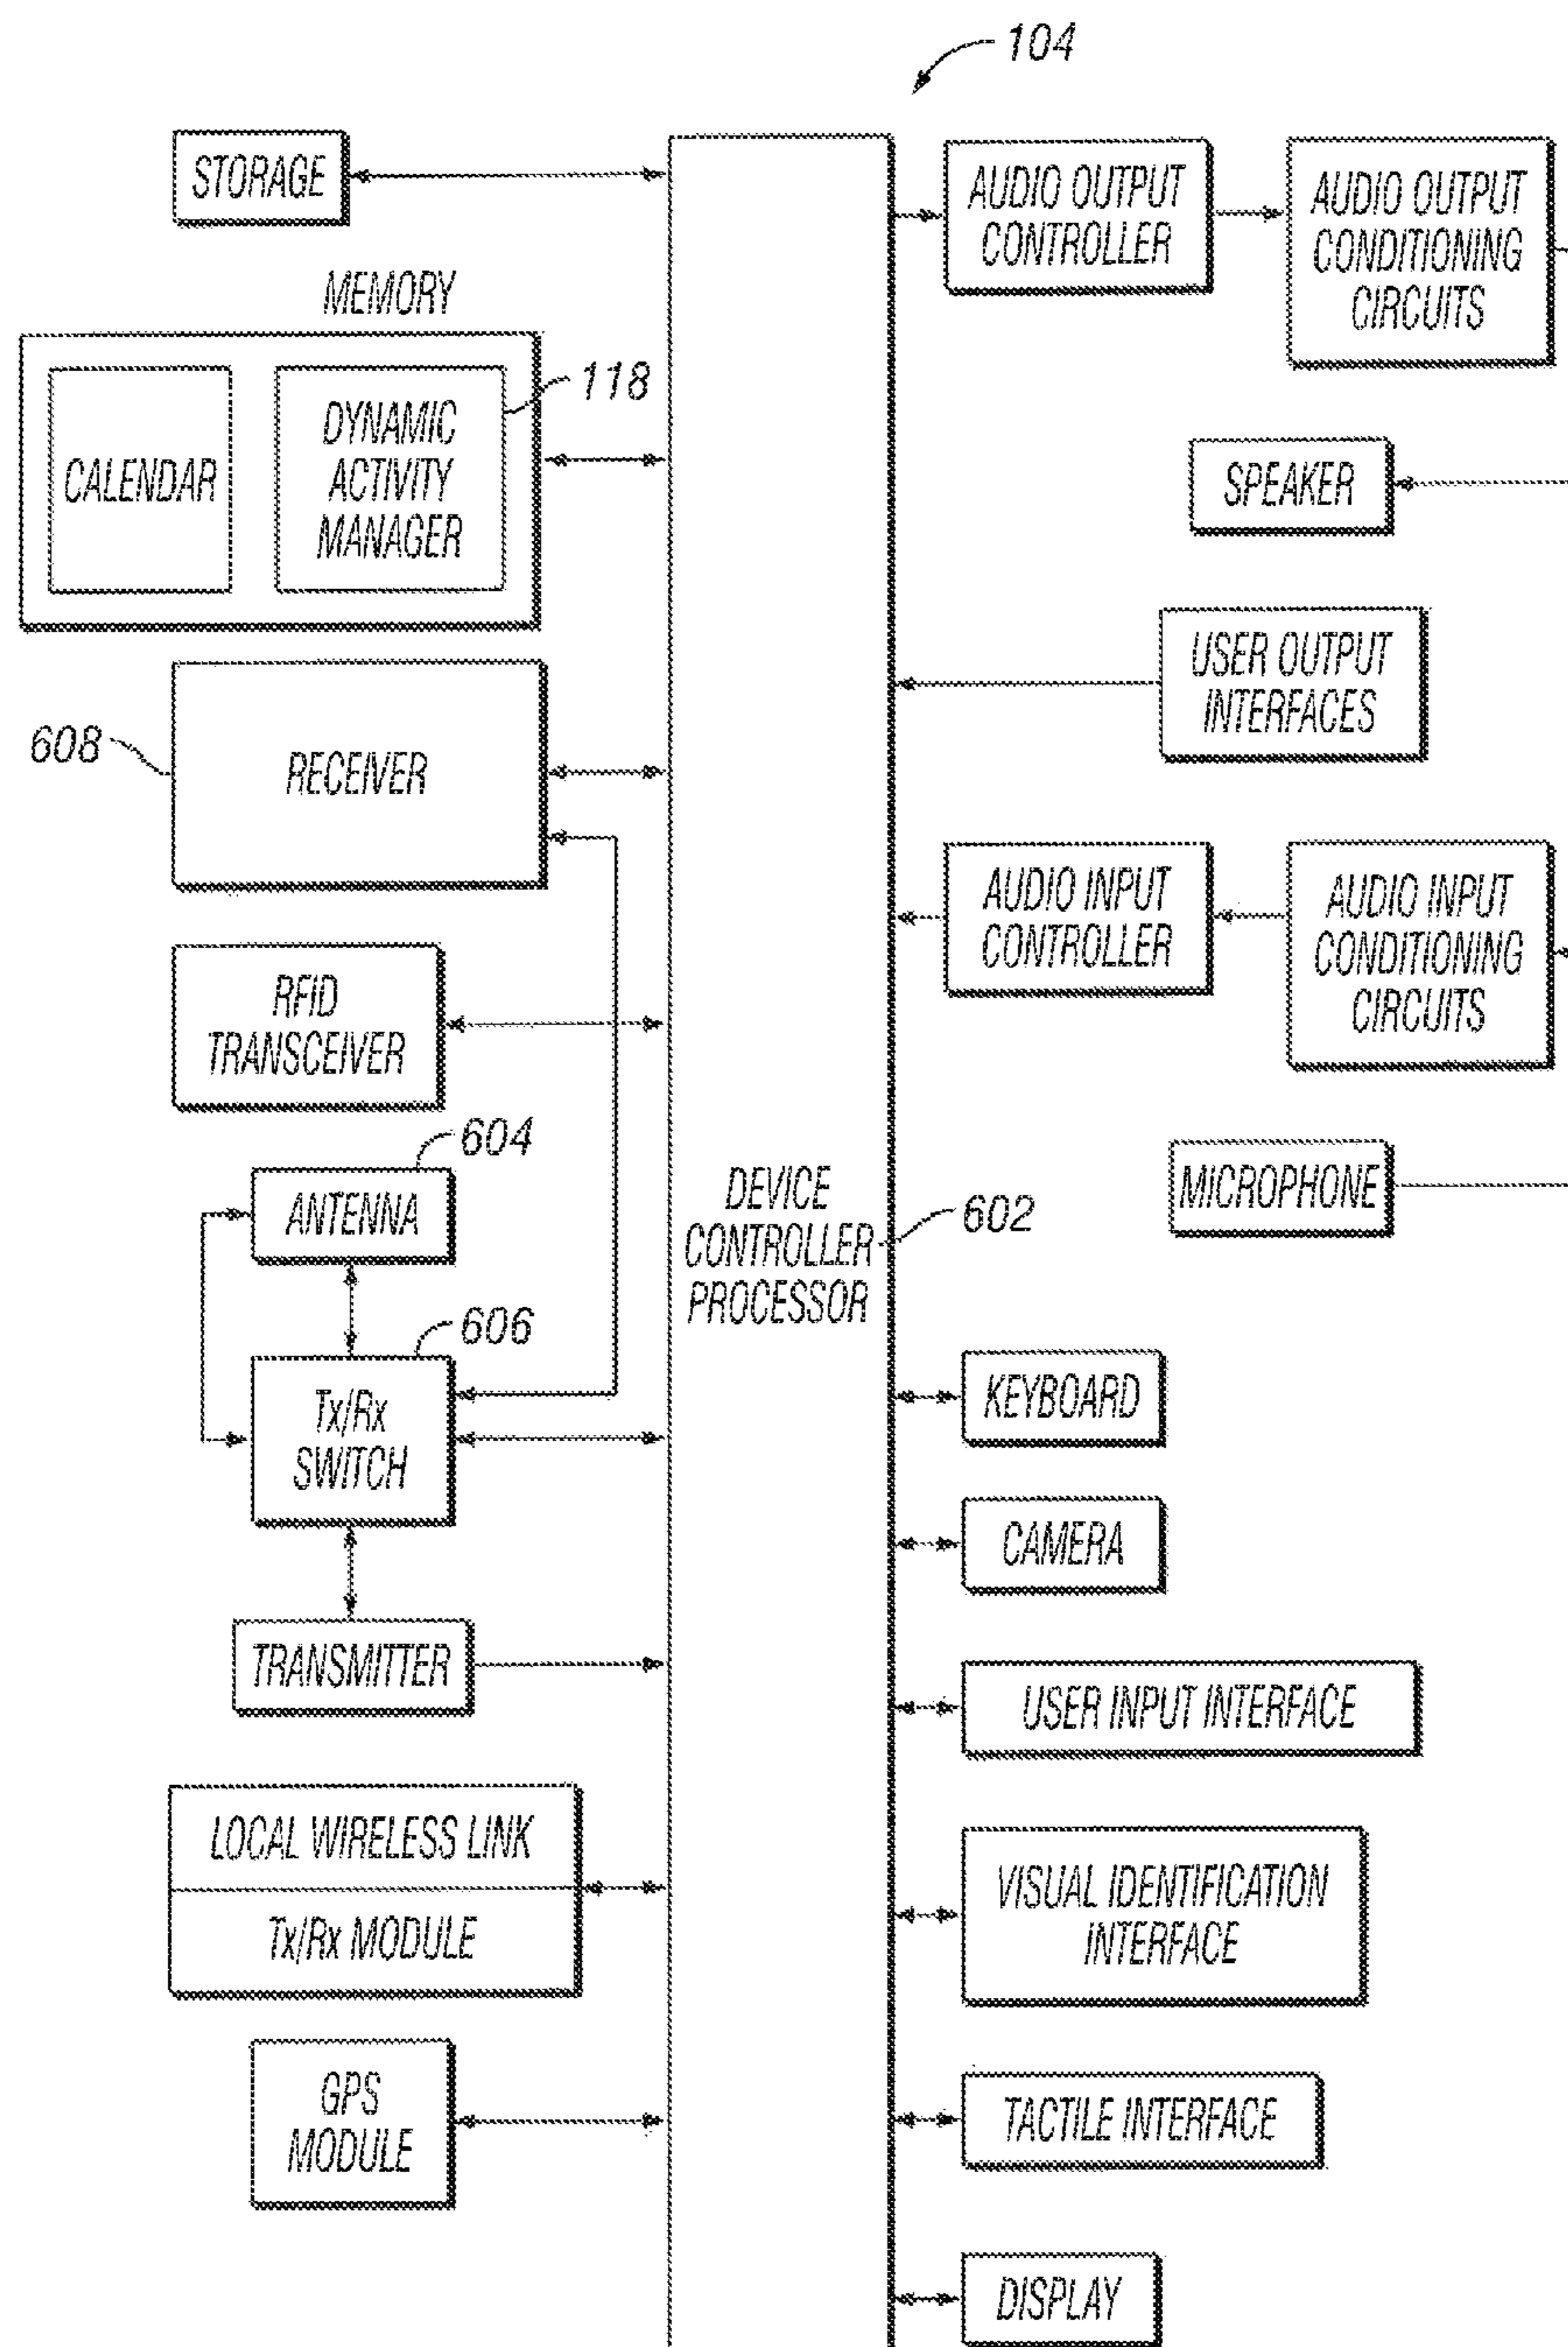 104
STORAGE
MEMORY
CALENDAR
DYNAMIC
ACTIVITY
MANAGER
118
608
RECEIVER
RFID
TRANSCEIVER
604
ANTENNA
606
Tx/Rx
SWITCH
TRANSMITTER
LOCAL WIRELESS LINK
Tx/Rx MODULE
GPS
MODULE
DEVICE
CONTROLLER
PROCESSOR
602
AUDIO OUTPUT
CONTROLLER
AUDIO OUTPUT
CONDITIONING
CIRCUITS
SPEAKER
USER OUTPUT
INTERFACES
AUDIO INPUT
CONTROLLER
AUDIO INPUT
CONDITIONING
CIRCUITS
MICROPHONE
KEYBOARD
CAMERA
USER INPUT INTERFACE
VISUAL IDENTIFICATION
INTERFACE
TACTILE INTERFACE
DISPLAY